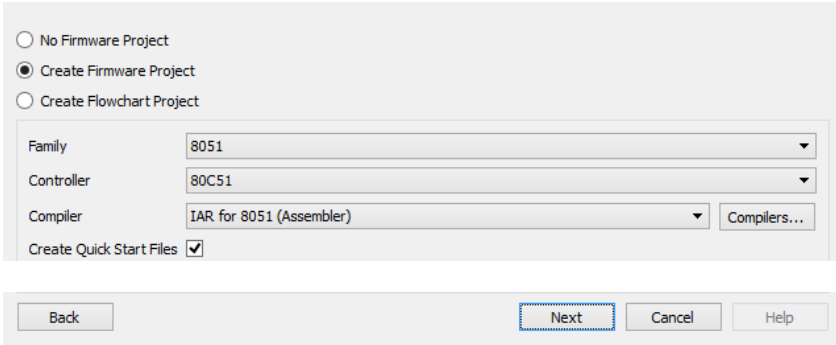 No Firmware Project
Create Firmware Project
Create Flowchart Project
Family 8051
Controller 80C51
Compiler IAR for 8051 (Assembler) Compilers...
Create Quick Start Files
Back Next Cancel Help